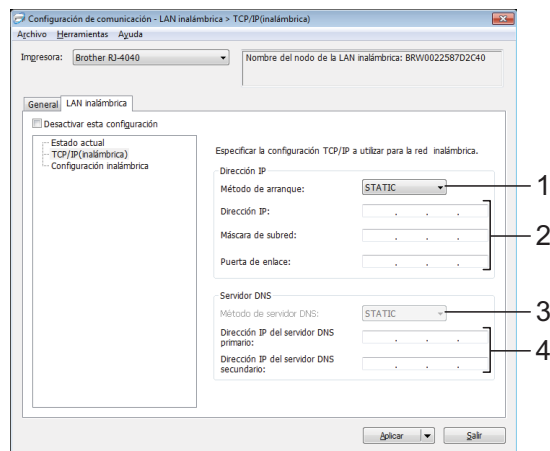 Configuración de comunicación - LAN inalámbrica > TCP/IP(inalámbrica)
Archivo Herramientas Ayuda
Impresora: Brother RJ-4040
Nombre del nodo de la LAN inalámbrica: BRW0022587D2C40
General LAN inalámbrica
Desactivar esta configuración
Estado actual
TCP/IP(inalámbrica)
Configuración inalámbrica
Especificar la configuración TCP/IP a utilizar para la red inalámbrica.
Dirección IP
Método de arranque: STATIC 1
Dirección IP: . . .
Máscara de subred: . . . 2
Puerta de enlace: . . .
Servidor DNS
Método de servidor DNS: STATIC 3
Dirección IP del servidor DNS
primario: . . .
4
Dirección IP del servidor DNS
secundario: . . .
Aplicar Salir